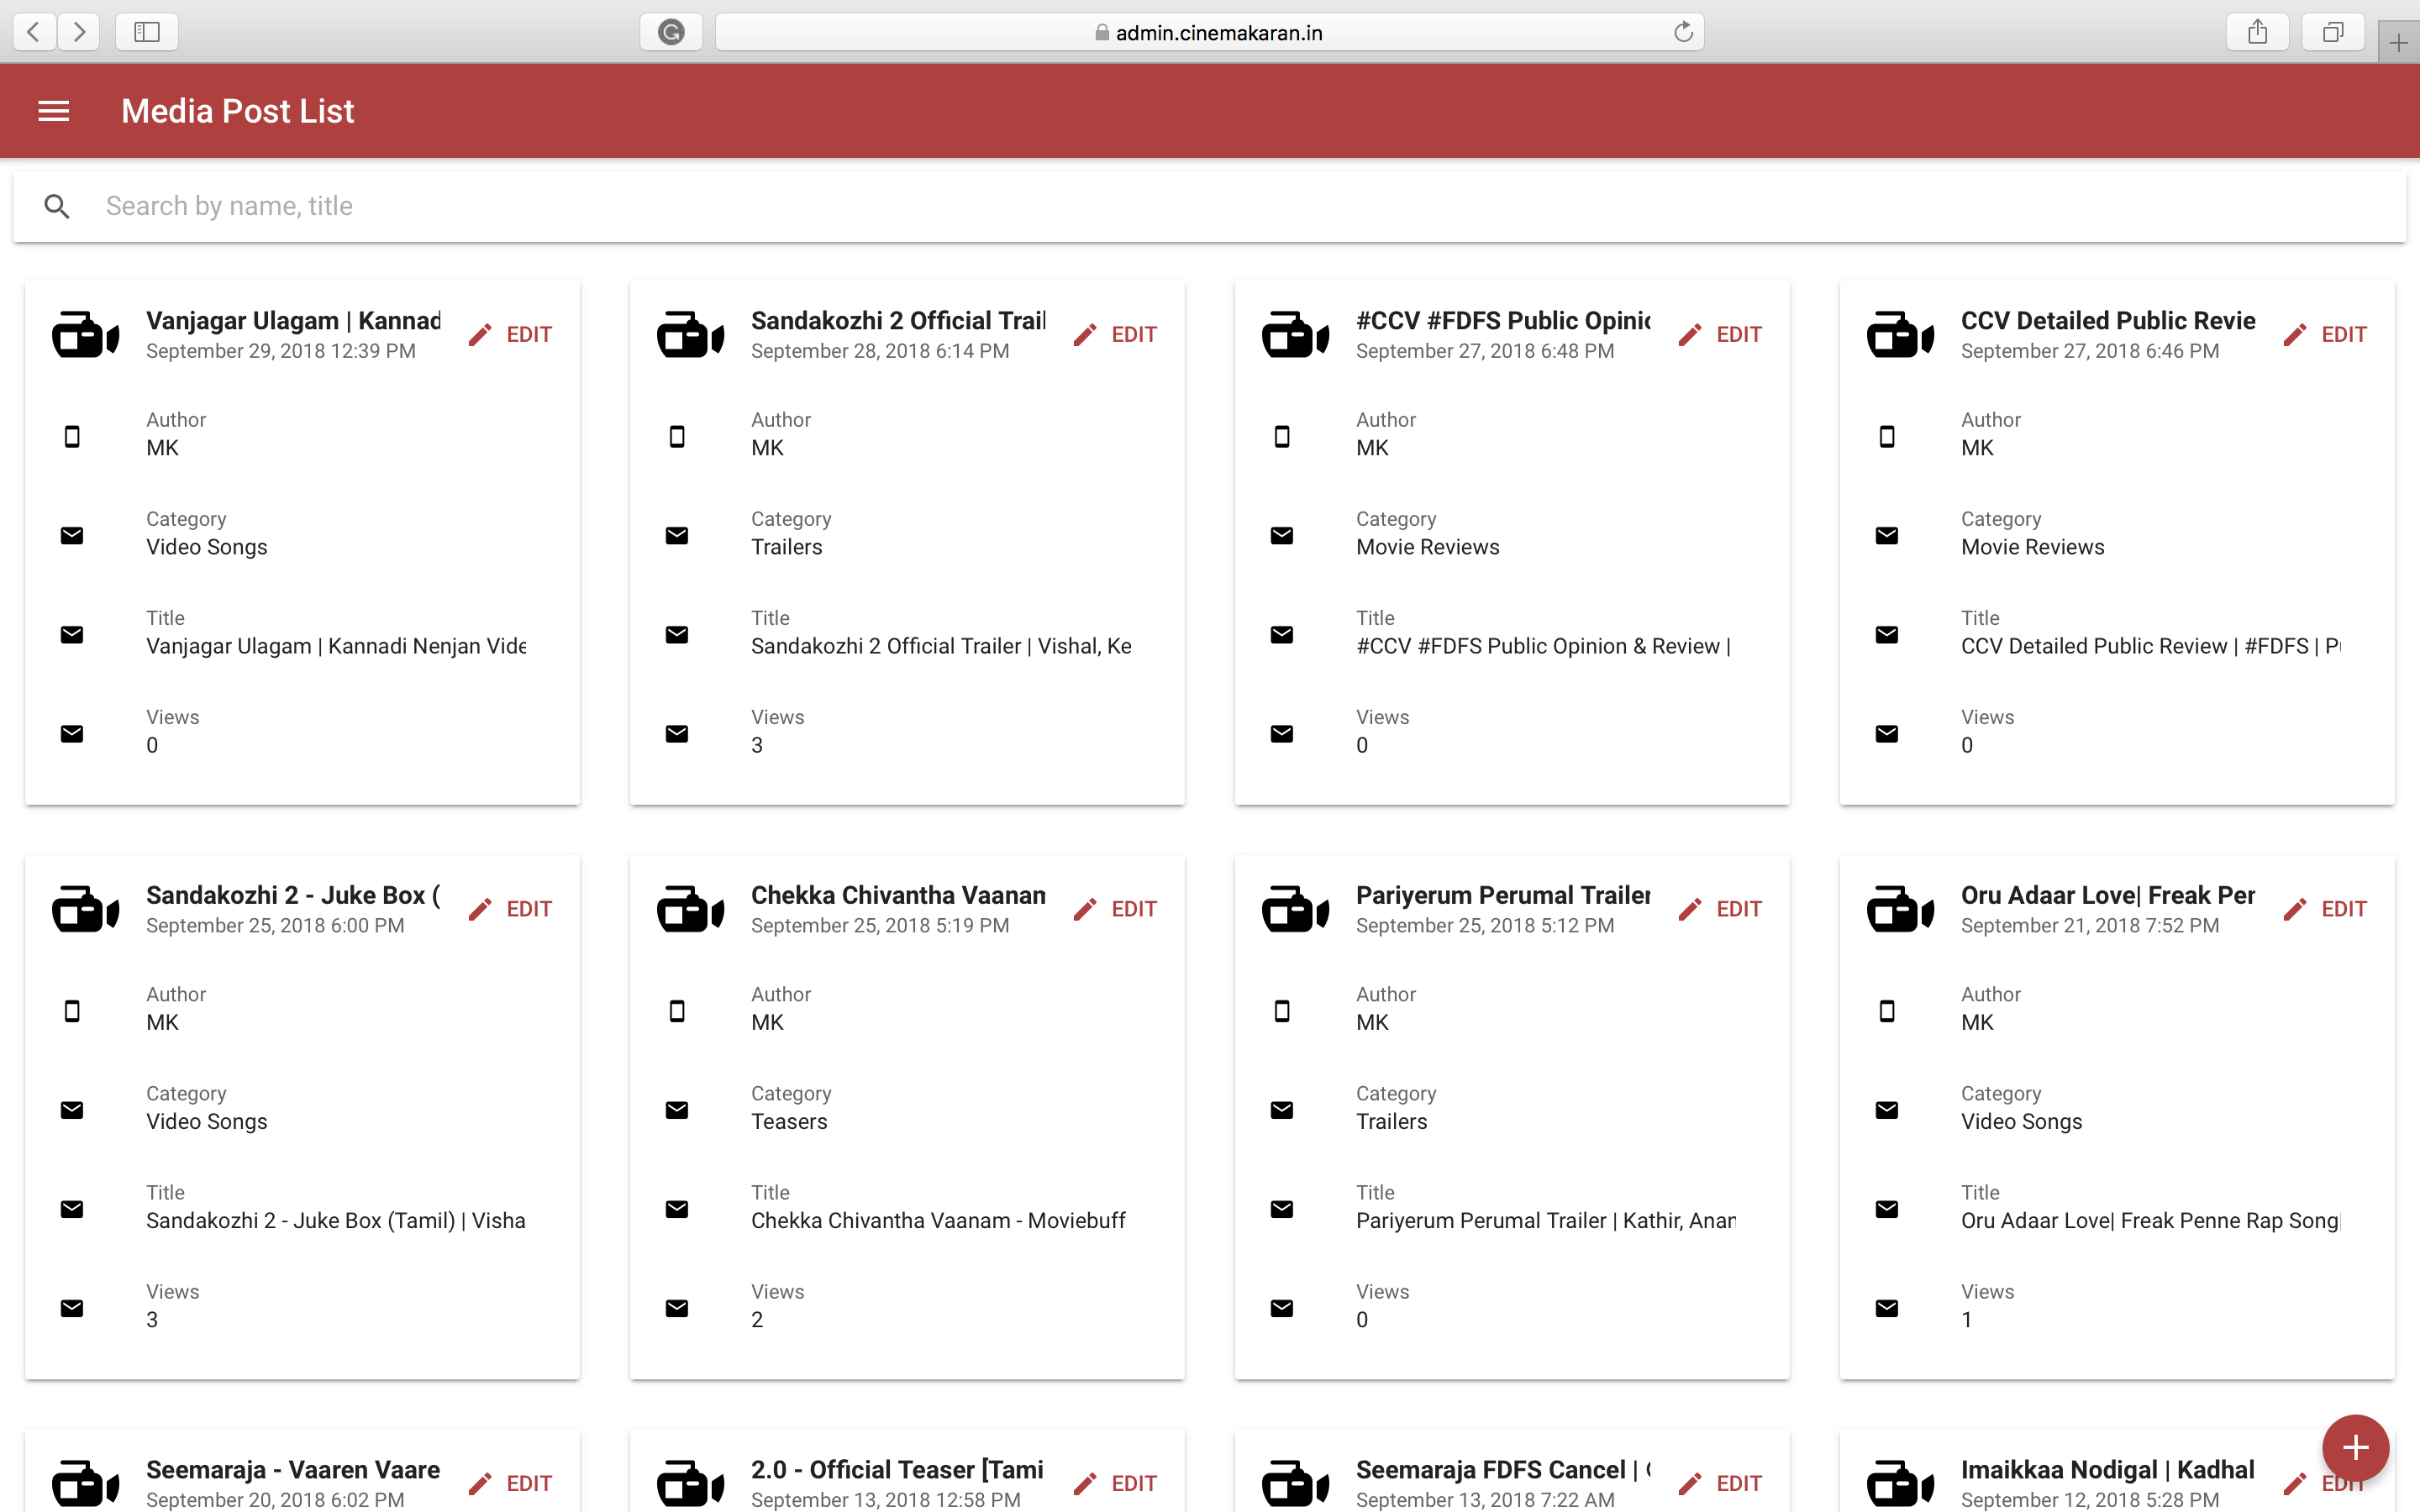 admin.cinemakaran.in
Media Post List
Search by name, title
Vanjagar Ulagam | Kannad
September 29, 2018 12:39 PM
EDIT
Author
MK
Category
Video Songs
Title
Vanjagar Ulagam | Kannadi Nenjan Vide
Views
0
Sandakozhi 2 Official Trail
September 28, 2018 6:14 PM
EDIT
Author
MK
Category
Trailers
Title
Sandakozhi 2 Official Trailer | Vishal, Ke
Views
3
#CCV #FDFS Public Opinic
September 27, 2018 6:48 PM
EDIT
Author
MK
Category
Movie Reviews
Title
#CCV #FDFS Public Opinion & Review |
Views
0
CCV Detailed Public Revie
September 27, 2018 6:46 PM
EDIT
Author
MK
Category
Movie Reviews
Title
CCV Detailed Public Review | #FDFS | P
Views
0
Sandakozhi 2 - Juke Box (
September 25, 2018 6:00 PM
EDIT
Author
MK
Category
Video Songs
Title
Sandakozhi 2 - Juke Box (Tamil) | Visha
Views
3
Chekka Chivantha Vaanam
September 25, 2018 5:19 PM
EDIT
Author
MK
Category
Teasers
Title
Chekka Chivantha Vaanam - Moviebuff
Views
2
Pariyerum Perumal Trailer
September 25, 2018 5:12 PM
EDIT
Author
MK
Category
Trailers
Title
Pariyerum Perumal Trailer | Kathir, Anan
Views
0
Oru Adaar Love| Freak Per
September 21, 2018 7:52 PM
EDIT
Author
MK
Category
Video Songs
Title
Oru Adaar Love| Freak Penne Rap Song|
Views
1
Seemaraja - Vaaren Vaare
September 20, 2018 6:02 PM
EDIT
2.0 - Official Teaser [Tami
September 13, 2018 12:58 PM
EDIT
Seemaraja FDFS Cancel |
September 13, 2018 7:22 AM
EDIT
Imaikkaa Nodigal | Kadhal
September 12, 2018 5:28 PM
EDIT